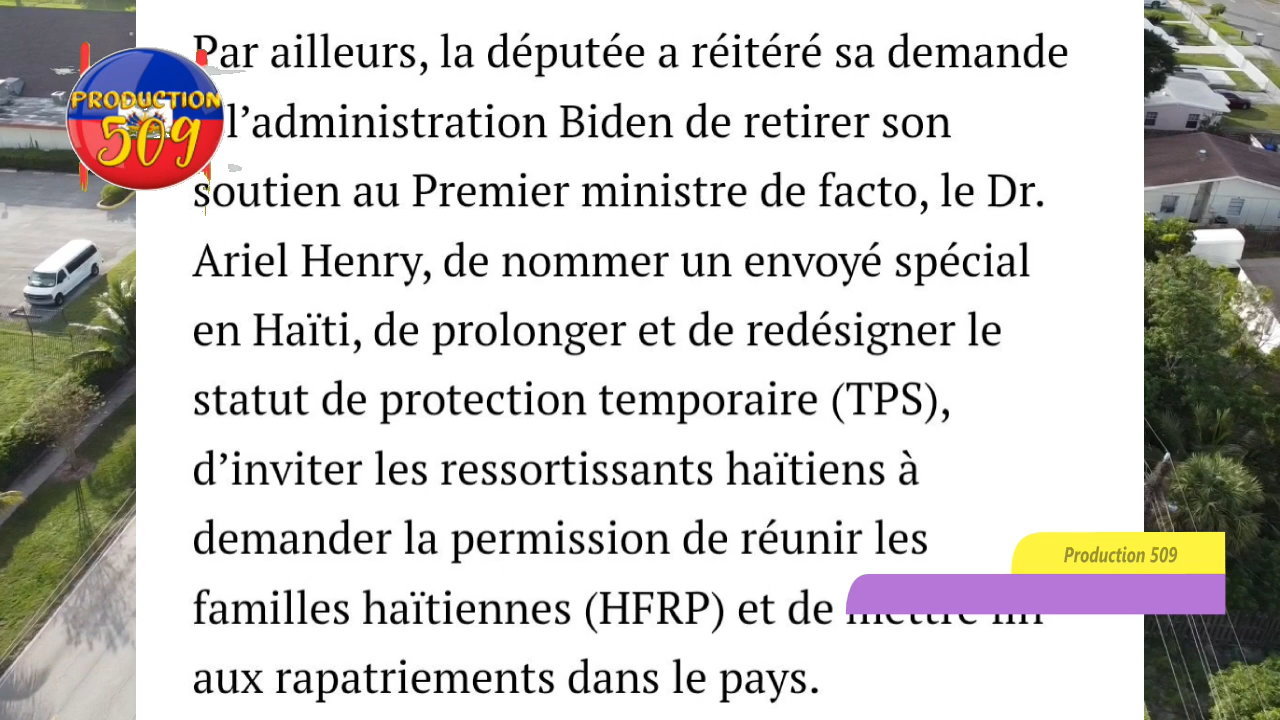 Par ailleurs, la députée a réitéré sa demande
l’administration Biden de retirer son
soutien au Premier ministre de facto, le Dr.
Ariel Henry, de nommer un envoyé spécial
en Haïti, de prolonger et de redésigner le
statut de protection temporaire (TPS),
d’inviter les ressortissants haïtiens à
demander la permission de réunir les
familles haïtiennes (HFRP) et de mettre fin
aux rapatriements dans le pays.
PRODUCTION
509
Production 509